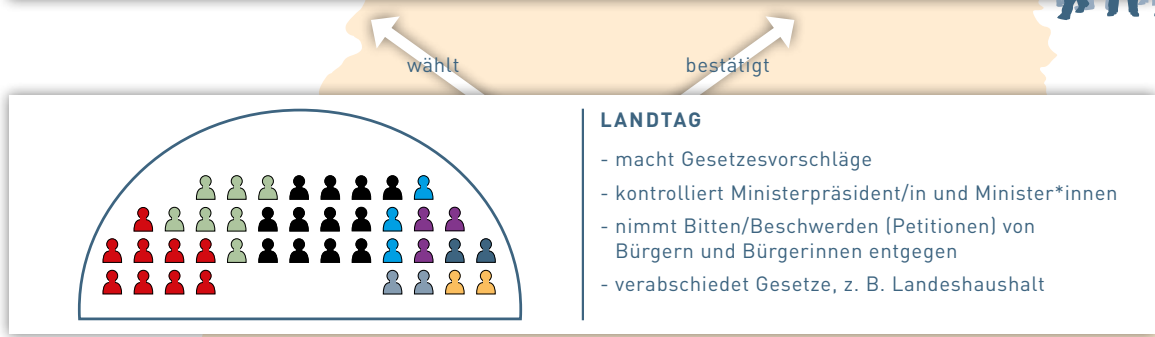 wählt
bestätigt
LANDTAG
- macht Gesetzesvorschläge
- kontrolliert Ministerpräsident/in und Minister*innen
- nimmt Bitten/Beschwerden (Petitionen) von
Bürgern und Bürgerinnen entgegen
- verabschiedet Gesetze, z. B. Landeshaushalt